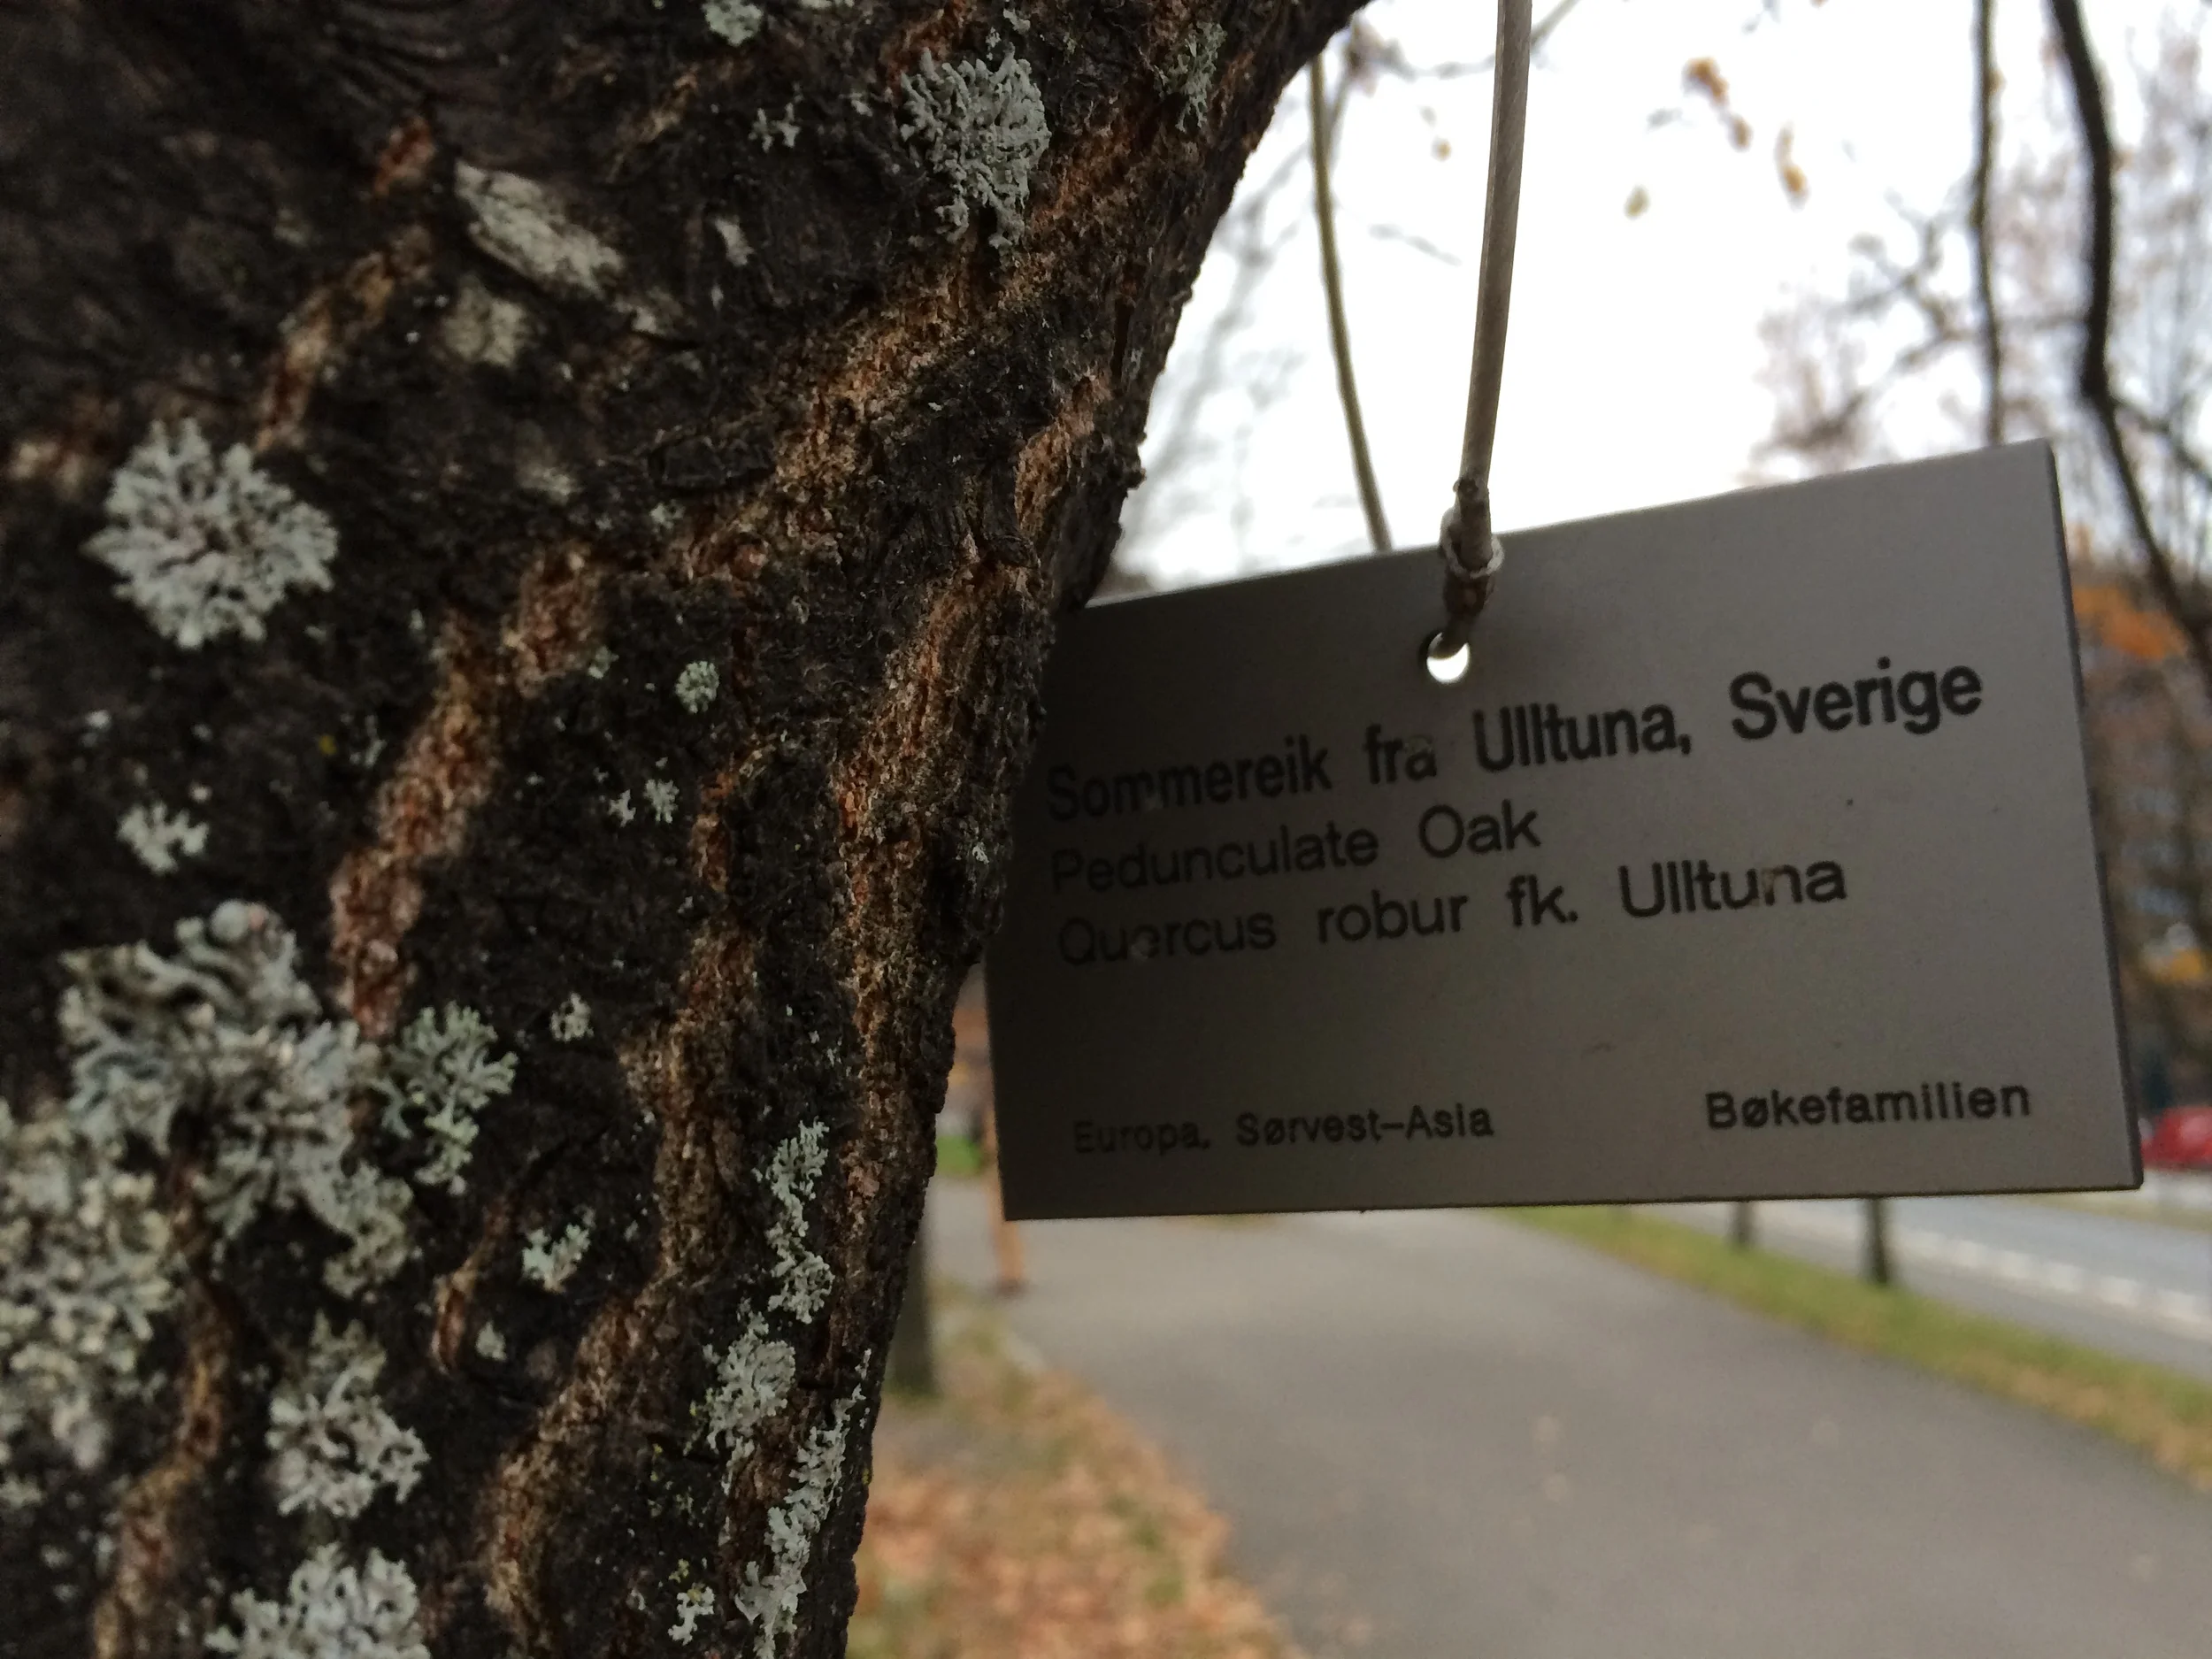 Sommereik fra Ulltuna, Sverige
Pedunculate Oak
Quercus robur fk. Ulltuna
Europa, Sørvest-Asia
Bøkefamilien